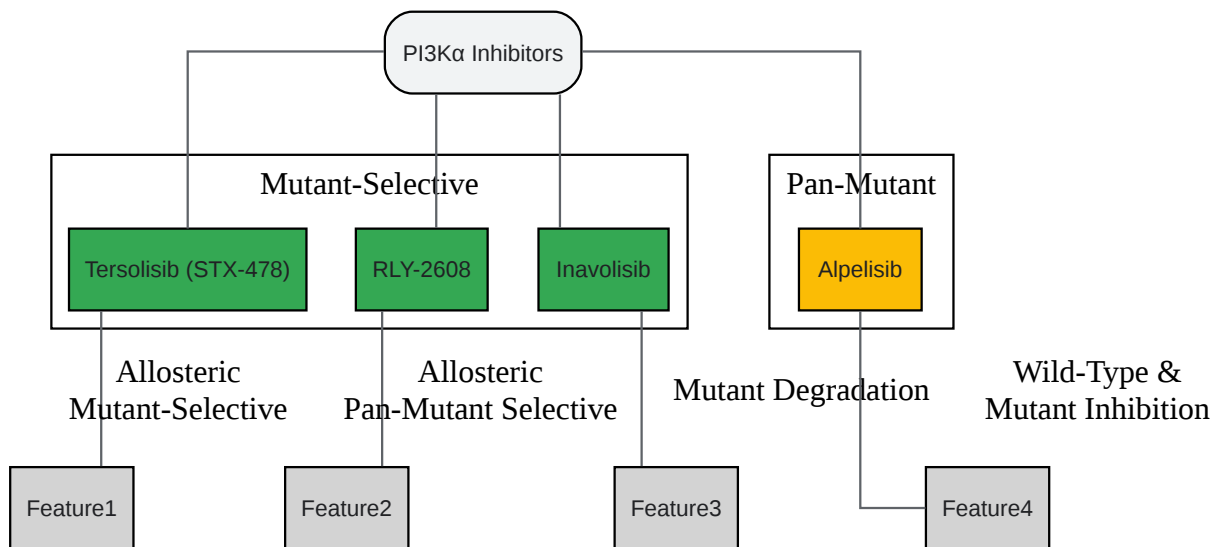 PI3Kα Inhibitors
Mutant-Selective
Pan-Mutant
Tersolisib (STX-478)
RLY-2608
Inavolisib
Alpelisib
Allosteric
Mutant-Selective
Allosteric
Pan-Mutant Selective
Mutant Degradation
Wild-Type &
Mutant Inhibition
Feature1
Feature2
Feature3
Feature4